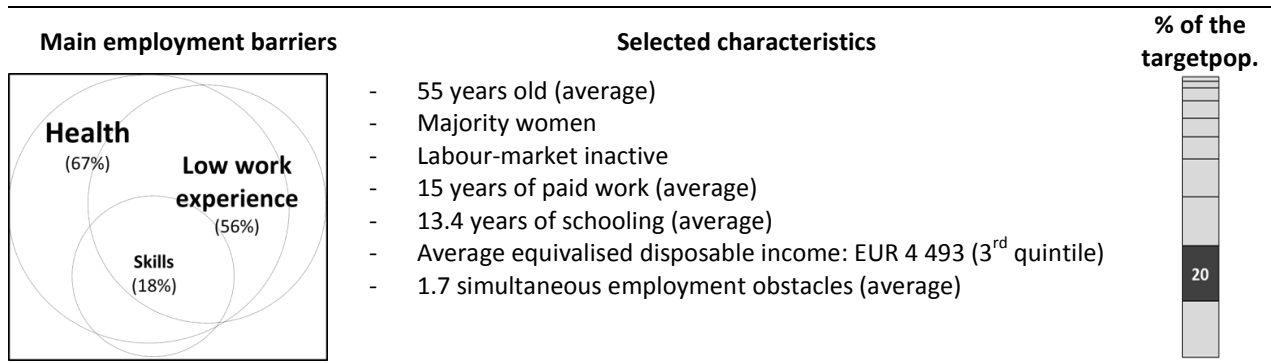 Main employment barriers
Selected characteristics
% of the
targetpop.
Health
(67%)
Low work
experience
(56%)
Skills
(18%)
- 55 years old (average)
- Majority women
- Labour-market inactive
- 15 years of paid work (average)
- 13.4 years of schooling (average)
- Average equivalised disposable income: EUR 4 493 (3rd quintile)
- 1.7 simultaneous employment obstacles (average)
20